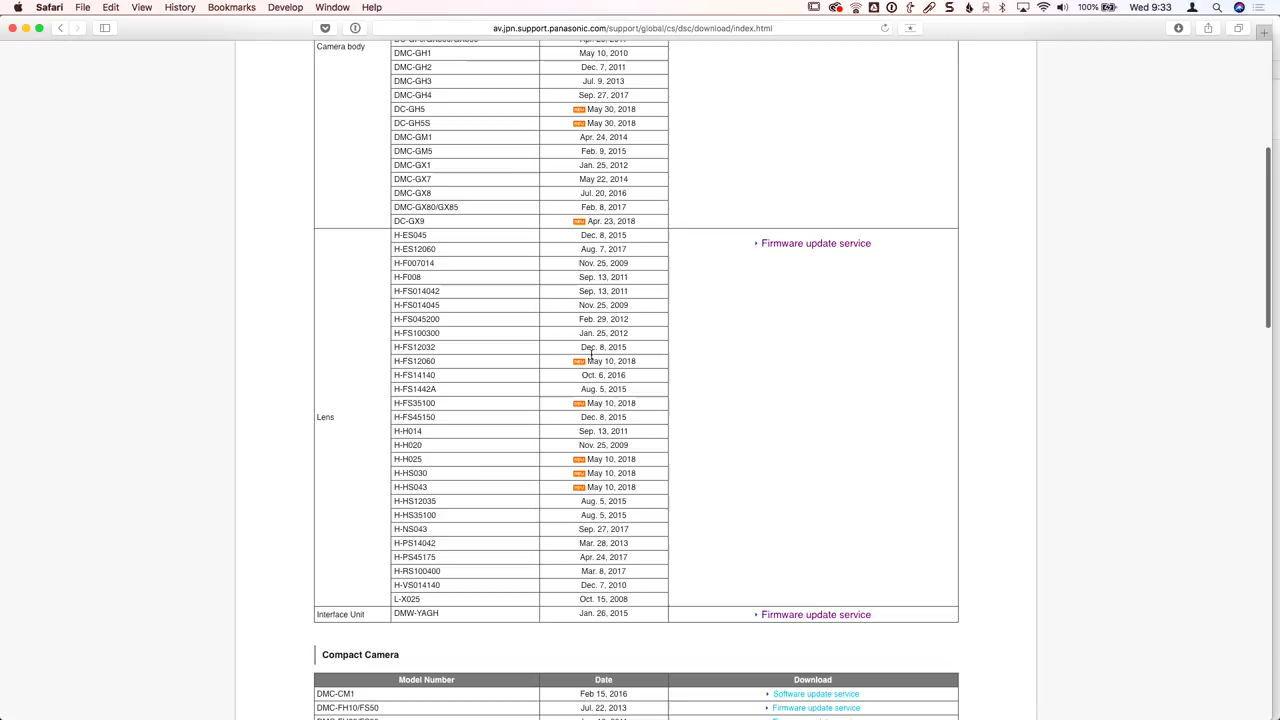 Safari File Edit View History Bookmarks Develop Window Help 100% Wed 9:33
av.jpn.support.panasonic.com/support/global/cs/dsc/download/index.html
Camera body
DMC-GH1 May 10, 2010
DMC-GH2 Dec. 7, 2011
DMC-GH3 Jul. 9, 2013
DMC-GH4 Sep. 27, 2017
DC-GH5 May 30, 2018
DC-GH5S May 30, 2018
DMC-GM1 Apr. 24, 2014
DMC-GM5 Feb. 9, 2015
DMC-GX1 Jan. 25, 2012
DMC-GX7 May 22, 2014
DMC-GX8 Jul. 20, 2016
DMC-GX80/GX85 Feb. 8, 2017
DC-GX9 Apr. 23, 2018
H-ES045 Dec. 8, 2015
Firmware update service
H-ES12060 Aug. 7, 2017
H-F007014 Nov. 25, 2009
H-F008 Sep. 13, 2011
H-FS014042 Sep. 13, 2011
H-FS014045 Nov. 25, 2009
H-FS045200 Feb. 29, 2012
H-FS100300 Jan. 25, 2012
H-FS12032 Dec. 8, 2015
H-FS12060 May 10, 2018
H-FS14140 Oct. 6, 2016
H-FS1442A Aug. 5, 2015
H-FS35100 May 10, 2018
Lens H-FS45150 Dec. 8, 2015
H-H014 Sep. 13, 2011
H-H020 Nov. 25, 2009
H-H025 May 10, 2018
H-HS030 May 10, 2018
H-HS043 May 10, 2018
H-HS12035 Aug. 5, 2015
H-HS35100 Aug. 5, 2015
H-NS043 Sep. 27, 2017
H-PS14042 Mar. 28, 2013
H-PS45175 Apr. 24, 2017
H-RS100400 Mar. 8, 2017
H-VS014140 Dec. 7, 2010
L-X025 Oct. 15, 2008
Interface Unit DMW-YAGH Jan. 26, 2015 Firmware update service
Compact Camera
Model Number Date Download
DMC-CM1 Feb 15, 2016 Software update service
DMC-FH10/FS50 Jul. 22, 2013 Firmware update service